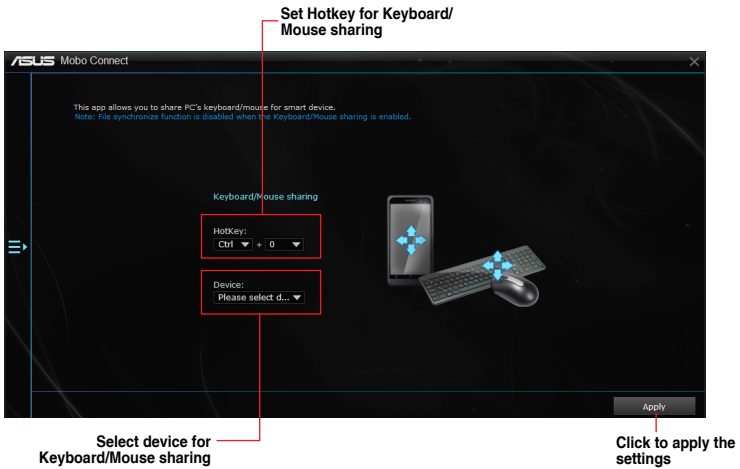 Set Hotkey for Keyboard/
Mouse sharing
ASUS Mobo Connect
This app allows you to share PC's keyboard/mouse for smart device.
Note: File synchronize function is disabled when the Keyboard/Mouse sharing is enabled.
Keyboard/Mouse sharing
HotKey:
Ctrl + 0
Device:
Please select d...
Apply
Select device for
Keyboard/Mouse sharing
Click to apply the
settings